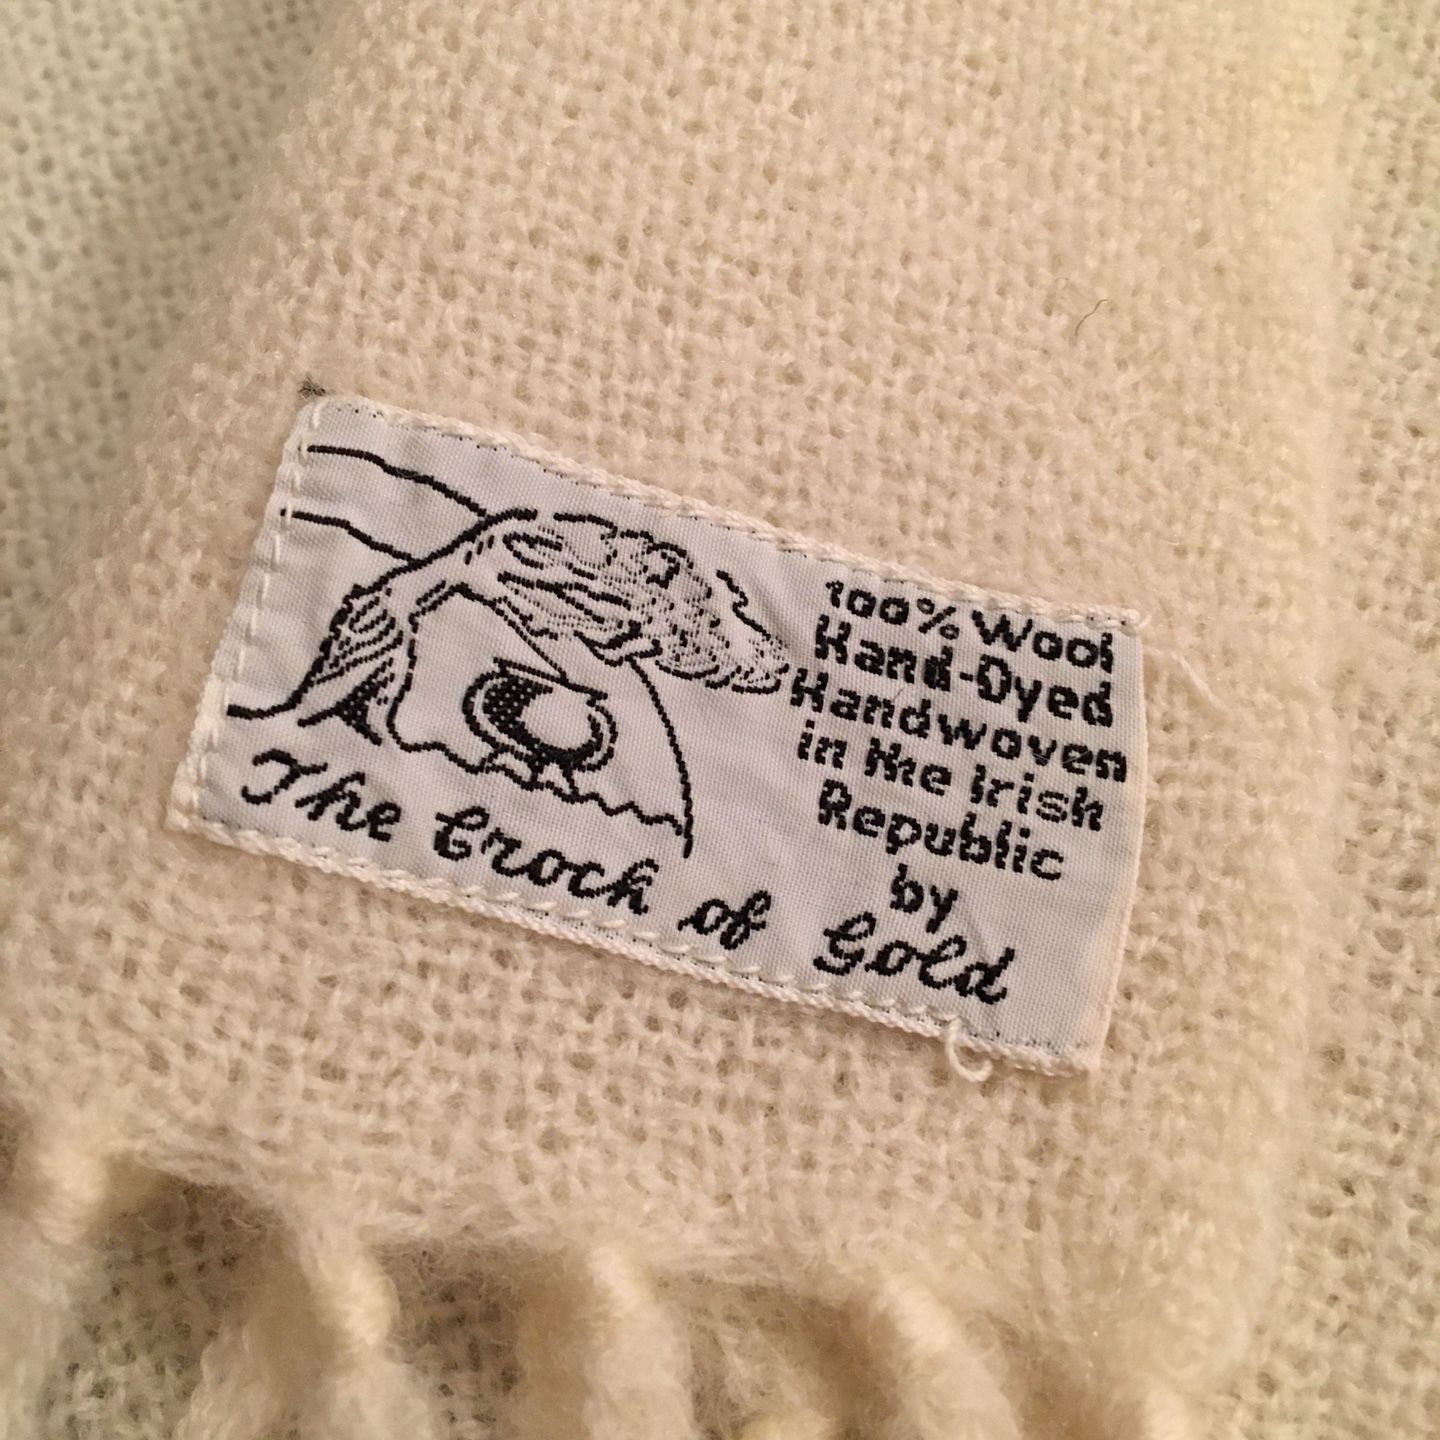 100% Wool
Hand-Dyed
Handwoven
in the Irish
Republic
by
The Crock of Gold